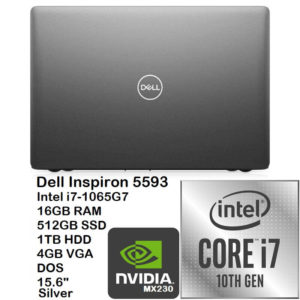 DELL
Dell Inspiron 5593
Intel i7-1065G7
16GB RAM
512GB SSD
1TB HDD
4GB VGA
DOS
15.6"
Silver
NVIDIA
MX230
intel
CORE i7
10TH GEN